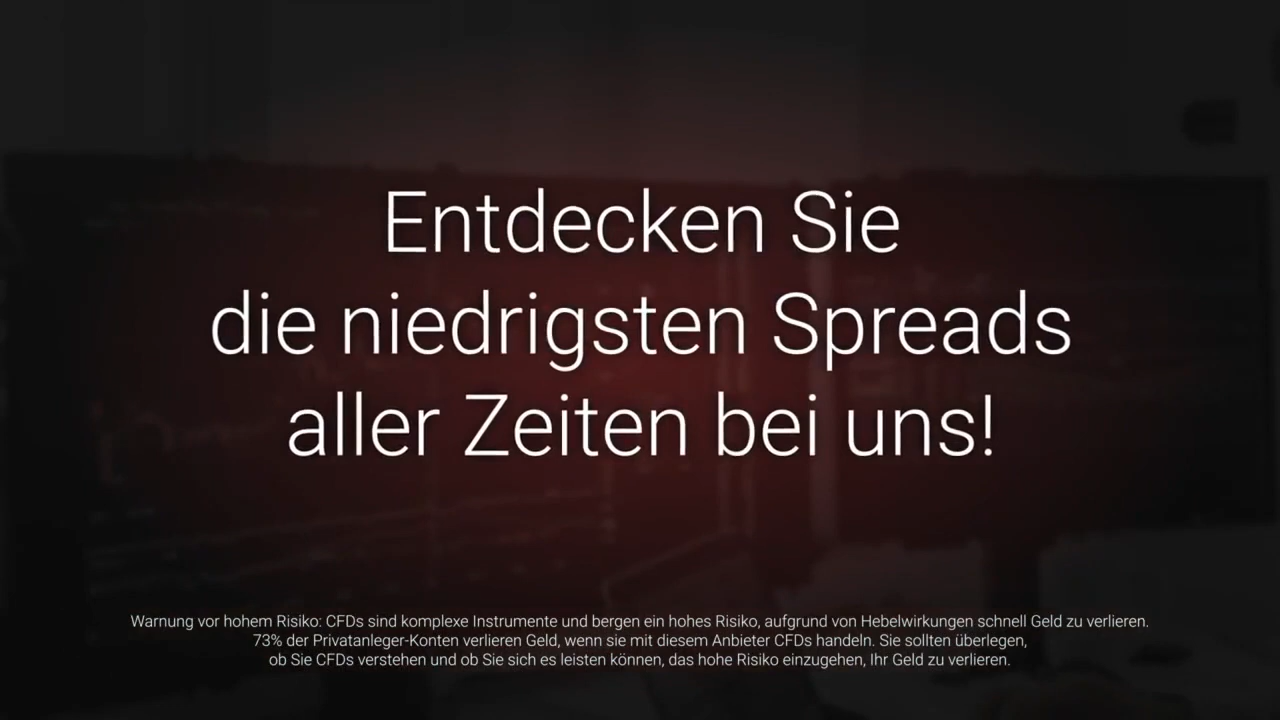 Entdecken Sie
die niedrigsten Spreads
aller Zeiten bei uns!
Warnung vor hohem Risiko: CFDs sind komplexe Instrumente und bergen ein hohes Risiko, aufgrund von Hebelwirkungen schnell Geld zu verlieren.
73% der Privatanleger-Konten verlieren Geld, wenn sie mit diesem Anbieter CFDs handeln. Sie sollten überlegen,
ob Sie CFDs verstehen und ob Sie sich es leisten können, das hohe Risiko einzugehen, Ihr Geld zu verlieren.